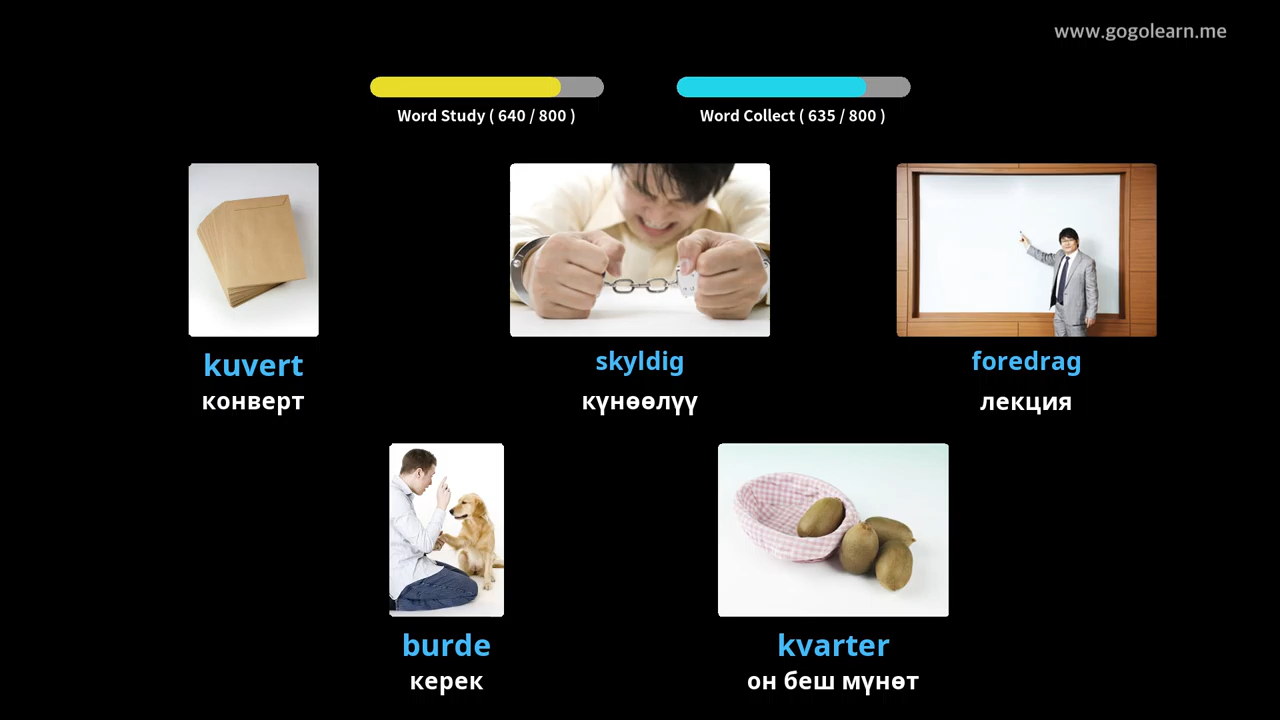 www.gogolearn.me
Word Study ( 640 / 800 )
Word Collect ( 635 / 800 )
kuvert
конверт
skyldig
күнөөлүү
foredrag
лекция
burde
керек
kvarter
он беш мүнөт